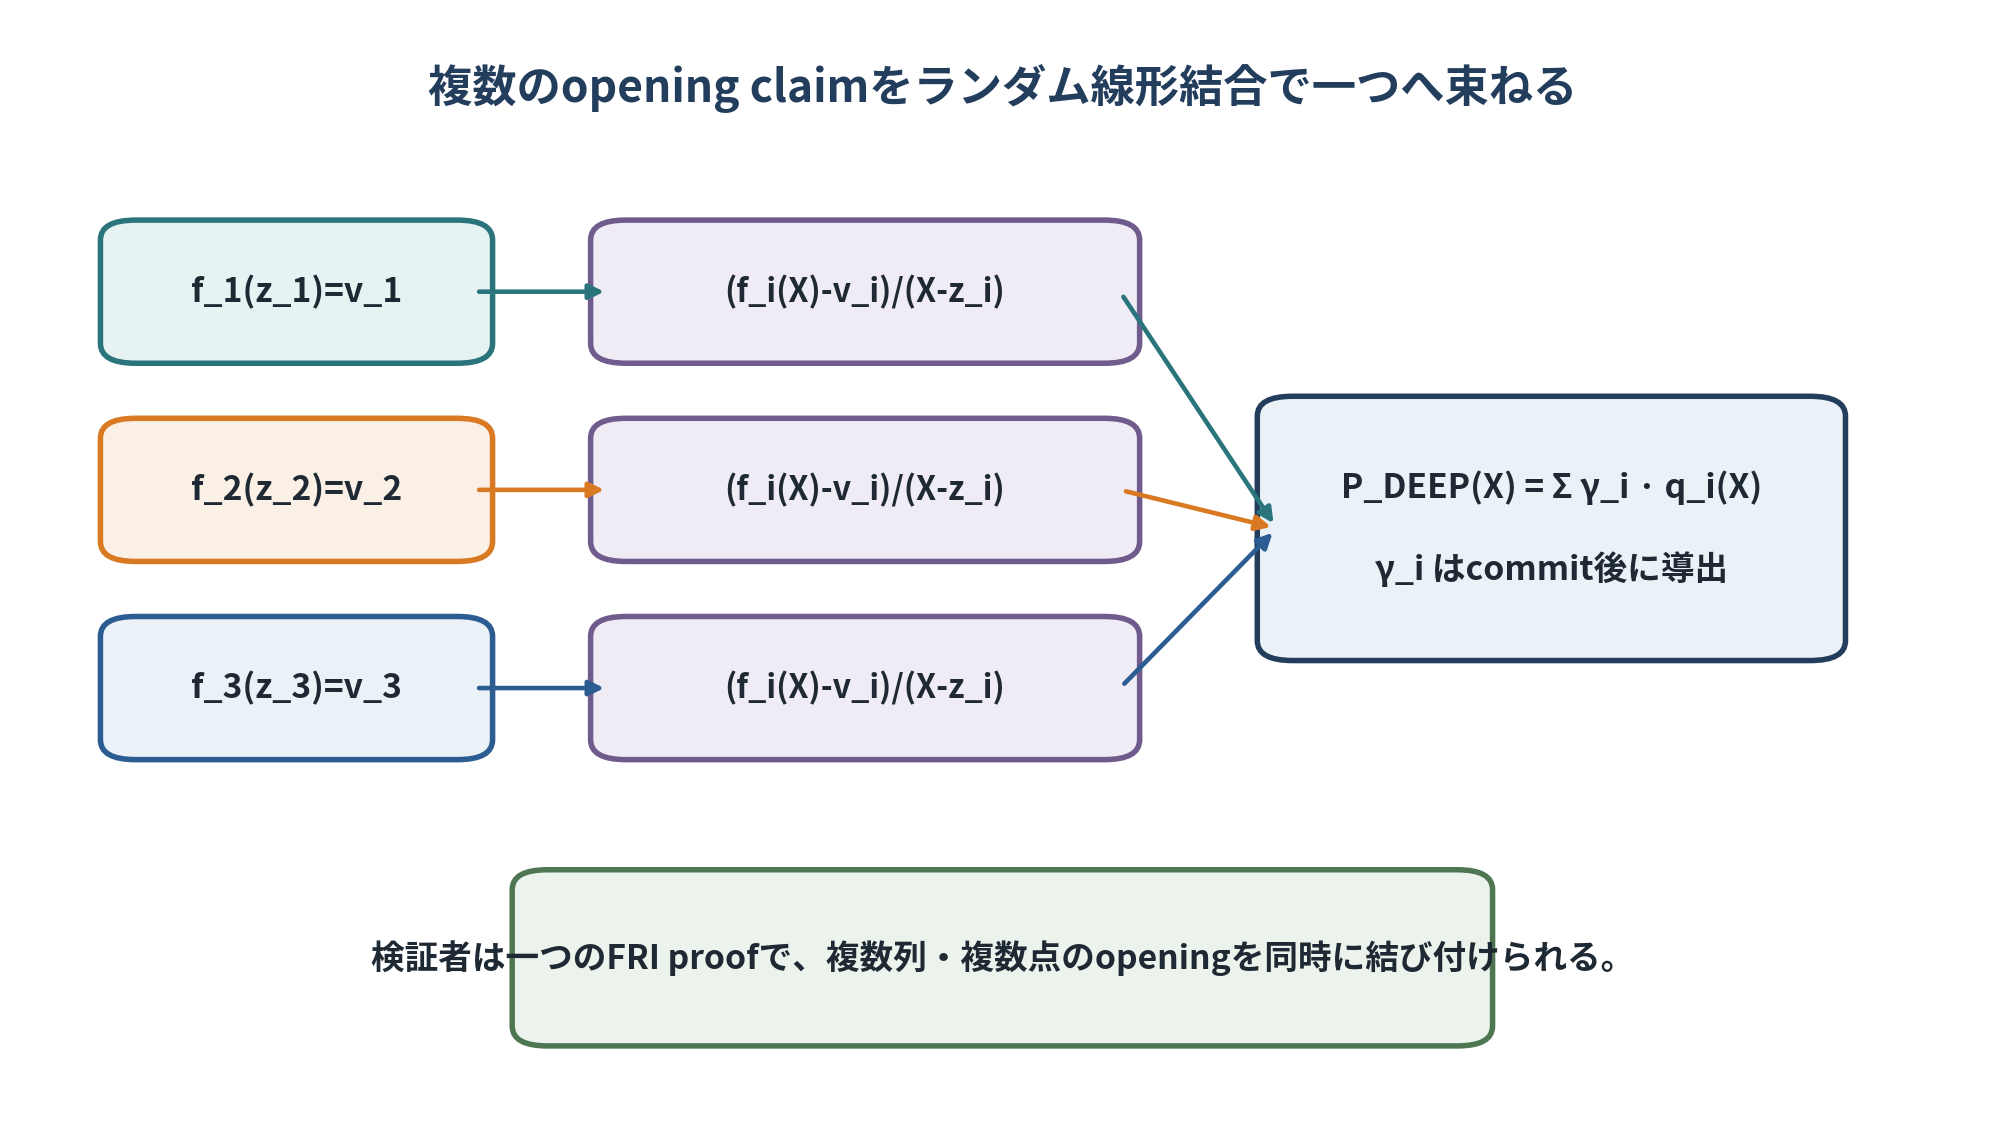 複数のopening claimをランダム線形結合で一つへ束ねる
f_1(z_1)=v_1
(f_i(X)-v_i)/(X-z_i)
f_2(z_2)=v_2
(f_i(X)-v_i)/(X-z_i)
P_DEEP(X) = Σ γ_i · q_i(X)
γ_i はcommit後に導出
f_3(z_3)=v_3
(f_i(X)-v_i)/(X-z_i)
検証者は一つのFRI proofで、複数列・複数点のopeningを同時に結び付けられる。